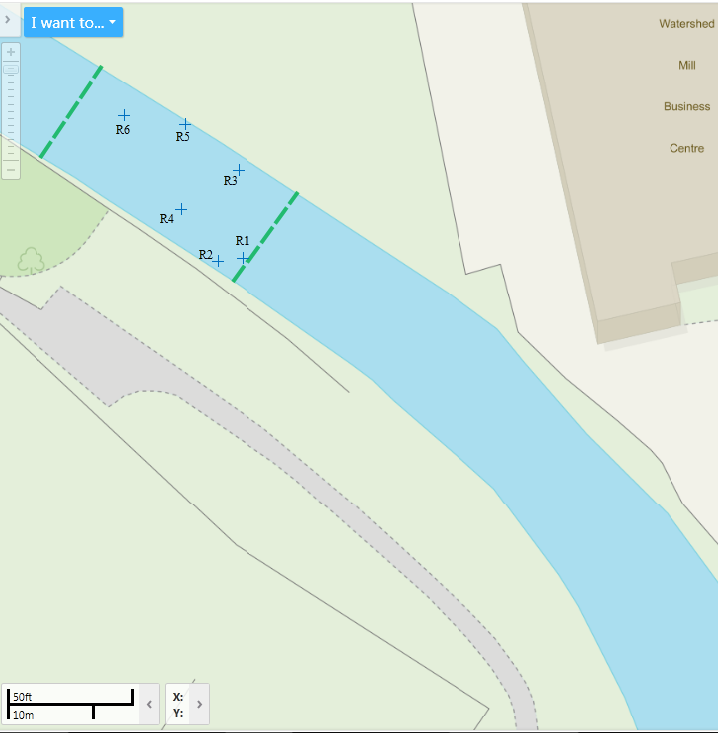 I want to...
Watershed
Mill
Business
Centre
R6
R5
R3
R4
R1
R2
50ft
10m
X:
Y: